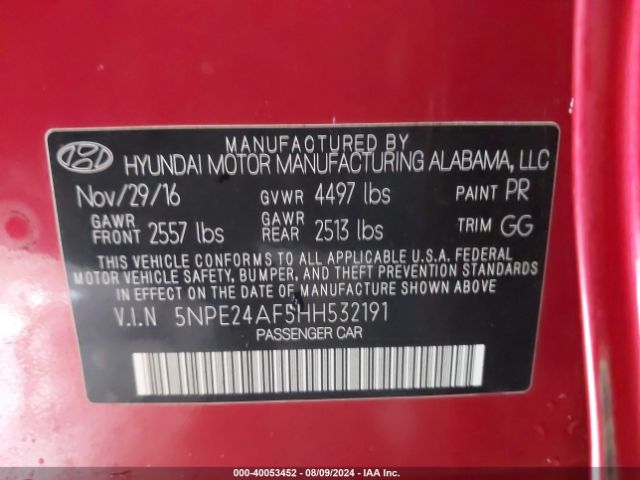 MANUFACTURED BY
HYUNDAI MOTOR MANUFACTURING ALABAMA, LLC
Nov/29/16 GVWR 4497 lbs PAINT PR
GAWR FRONT 2557 lbs GAWR REAR 2513 lbs TRIM GG
THIS VEHICLE CONFORMS TO ALL APPLICABLE U.S.A. FEDERAL
MOTOR VEHICLE SAFETY, BUMPER, AND THEFT PREVENTION STANDARDS
IN EFFECT ON THE DATE OF MANUFACTURE SHOWN ABOVE.
V.I.N 5NPE24AF5HH532191
PASSENGER CAR
000-40053452 - 08/09/2024 - IAA Inc.